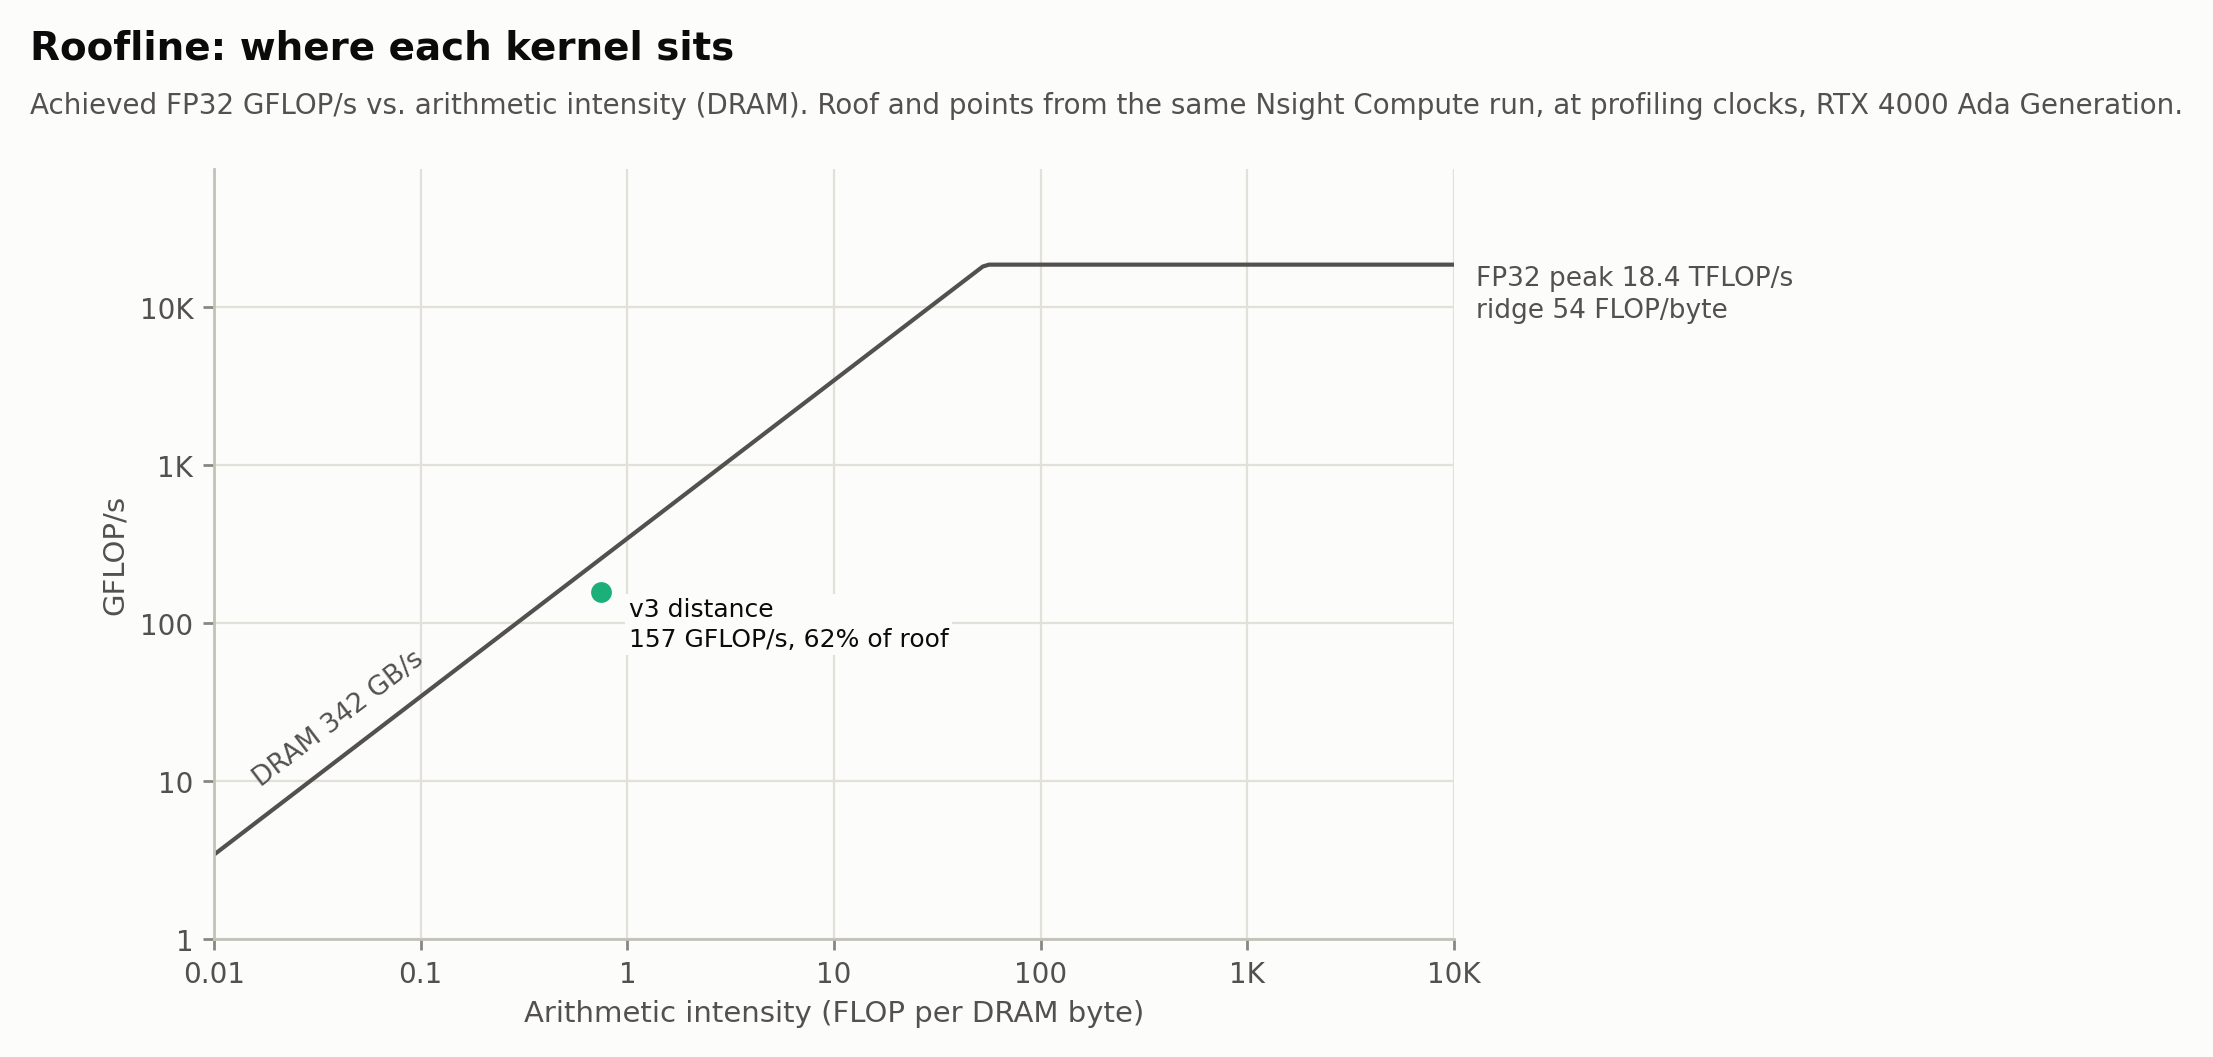 Roofline: where each kernel sits
Achieved FP32 GFLOP/s vs. arithmetic intensity (DRAM). Roof and points from the same Nsight Compute run, at profiling clocks, RTX 4000 Ada Generation.
FP32 peak 18.4 TFLOP/s
ridge 54 FLOP/byte
10K
1K
100
10
1
GFLOP/s
v3 distance
157 GFLOP/s, 62% of roof
DRAM 342 GB/s
0.01
0.1
1
10
100
1K
10K
Arithmetic intensity (FLOP per DRAM byte)